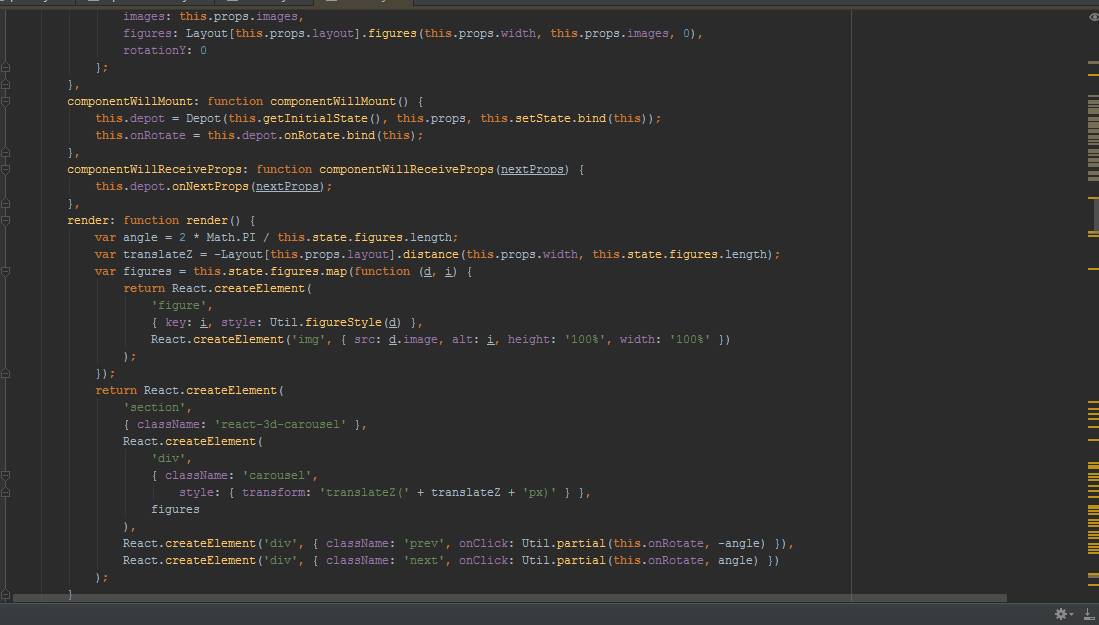 images: this.props.images,
figures: Layout[this.props.layout].figures(this.props.width, this.props.images, 0),
rotationY: 0
};
},
componentWillMount: function componentWillMount() {
this.depot = Depot(this.getInitialState(), this.props, this.setState.bind(this));
this.onRotate = this.depot.onRotate.bind(this);
},
componentWillReceiveProps: function componentWillReceiveProps(nextProps) {
this.depot.onNextProps(nextProps);
},
render: function render() {
var angle = 2 * Math.PI / this.state.figures.length;
var translateZ = -Layout[this.props.layout].distance(this.props.width, this.state.figures.length);
var figures = this.state.figures.map(function (d, i) {
return React.createElement(
'figure',
{ key: i, style: Util.figureStyle(d) },
React.createElement('img', { src: d.image, alt: i, height: '100%', width: '100%' })
);
});
return React.createElement(
'section',
{ className: 'react-3d-carousel' },
React.createElement(
'div',
{ className: 'carousel',
style: { transform: 'translateZ(' + translateZ + 'px)' } },
figures
),
React.createElement('div', { className: 'prev', onClick: Util.partial(this.onRotate, -angle) }),
React.createElement('div', { className: 'next', onClick: Util.partial(this.onRotate, angle) })
);
}